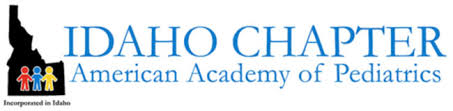 IDAHO CHAPTER
American Academy of Pediatrics
Incorporated in Idaho